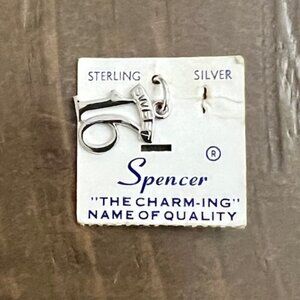 STERLING SILVER
SWEET
16
®
Spencer
"THE CHARM-ING"
NAME OF QUALITY